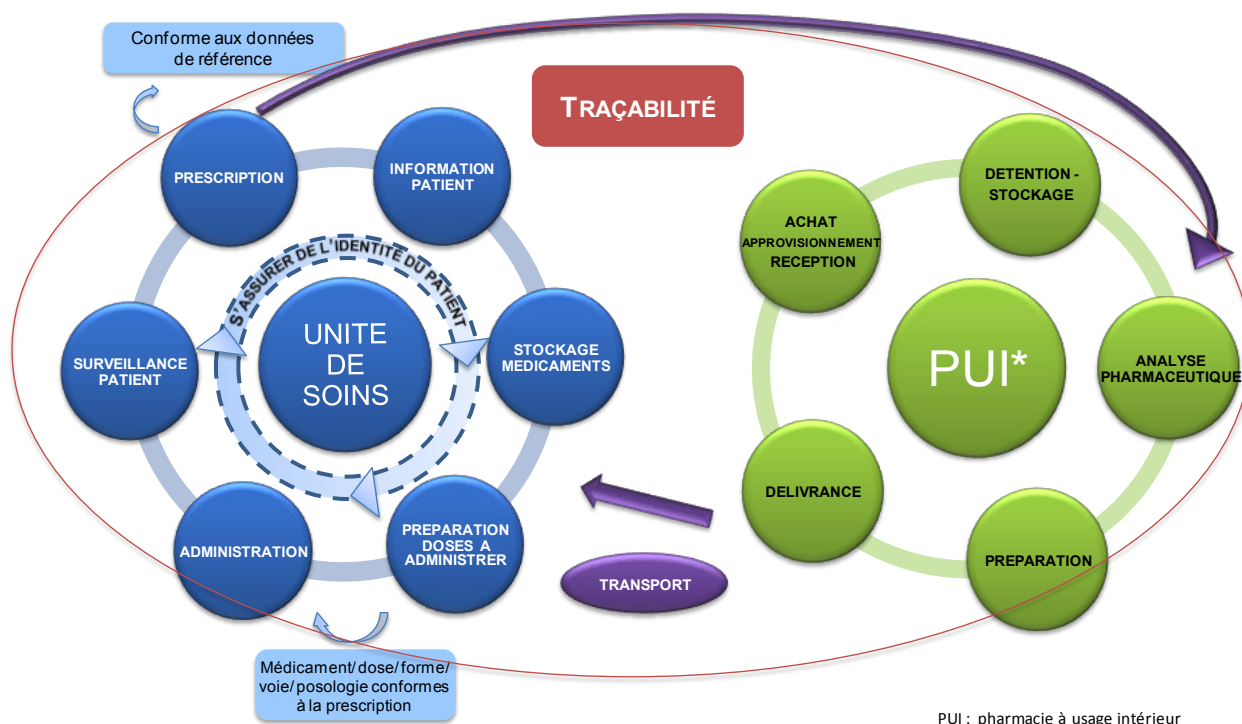 Conforme aux données
de référence
TRAÇABILITÉ
PRESCRIPTION
INFORMATION
PATIENT
DETENTION -
STOCKAGE
ACHAT
APPROVISIONNEMENT
RECEPTION
S'ASSURER DE L'IDENTITE DU PATIENT
UNITE
DE
SOINS
SURVEILLANCE
PATIENT
STOCKAGE
MEDICAMENTS
PUI*
ANALYSE
PHARMACEUTIQUE
DELIVRANCE
ADMINISTRATION
PREPARATION
DOSES A
ADMINISTRER
PREPARATION
TRANSPORT
Médicament/ dose/ forme/
voie/ posologie conformes
à la prescription
PUI : pharmacie à usage intérieur